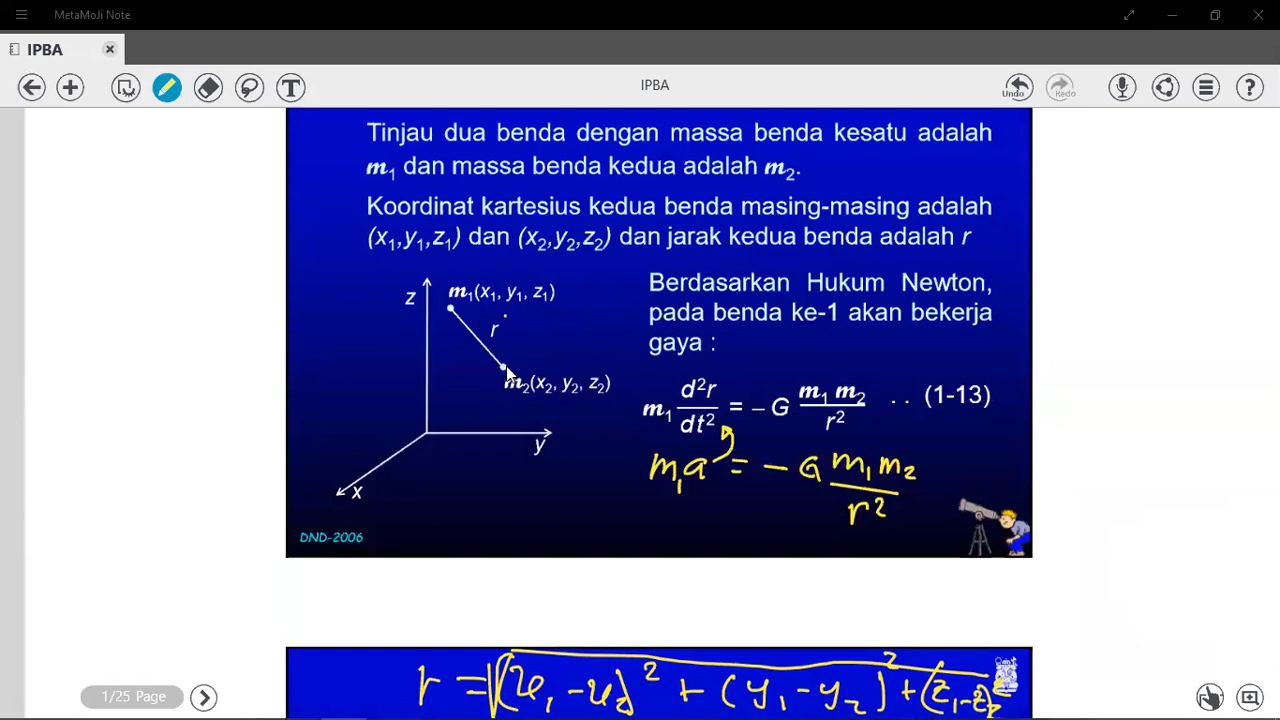 MetaMoJi Note
IPBA
IPBA
Undo
Redo
Tinjau dua benda dengan massa benda kesatu adalah
m₁ dan massa benda kedua adalah m₂.
Koordinat kartesius kedua benda masing-masing adalah
(x₁,y₁,z₁) dan (x₂,y₂,z₂) dan jarak kedua benda adalah r
z
m₁(x₁, y₁, z₁)
r
m₂(x₂, y₂, z₂)
y
x
Berdasarkan Hukum Newton,
pada benda ke-1 akan bekerja
gaya :
m₁ d²r/dt² = – G m₁ m₂/r² .. (1-13)
m₁a = – G m₁m₂/r²
DND-2006
r = √(x₁ – x₂)² + (y₁ – y₂)² + (z₁ – z₂)²
1/25 Page